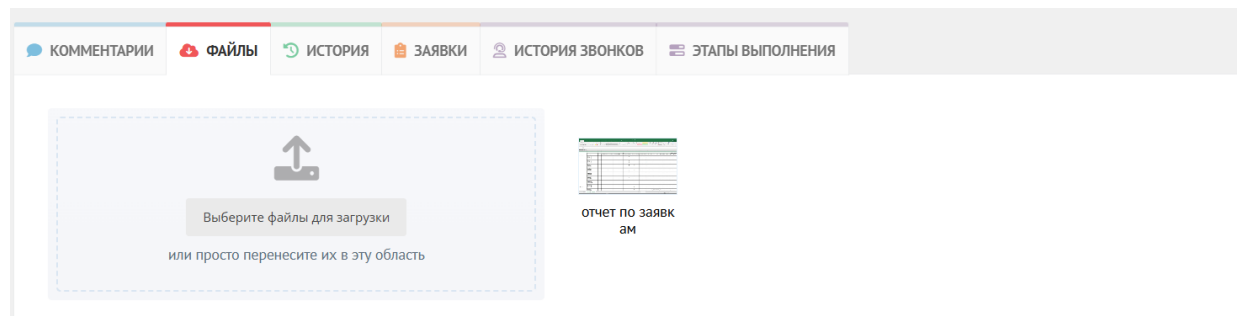 КОММЕНТАРИИ ФАЙЛЫ ИСТОРИЯ ЗАЯВКИ ИСТОРИЯ ЗВОНКОВ ЭТАПЫ ВЫПОЛНЕНИЯ
Выберите файлы для загрузки
или просто перенесите их в эту область
отчет по заявк
ам